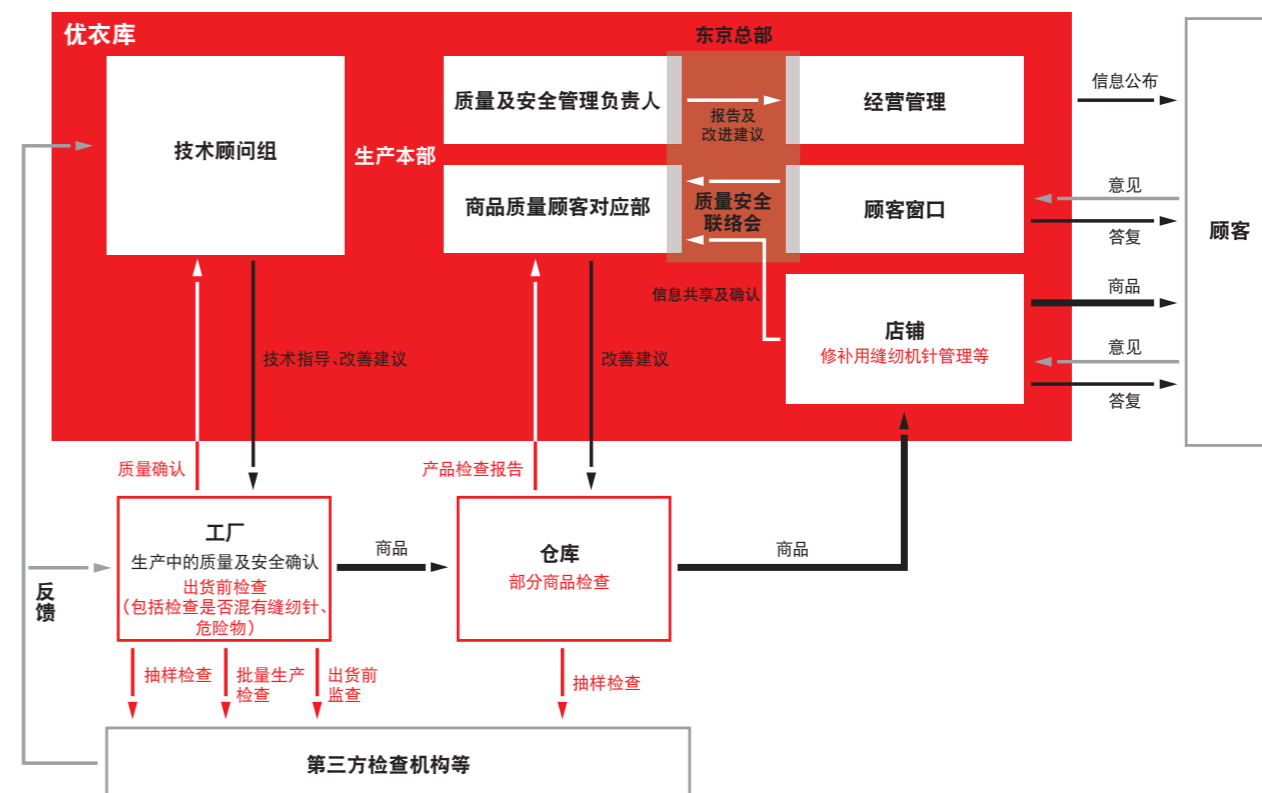 优衣库
东京总部
技术顾问组
生产本部
质量及安全管理负责人
报告及
改进建议
经营管理
信息公布
商品质量顾客对应部
质量安全
联络会
顾客窗口
意见
答复
顾客
信息共享及确认
店铺
修补用缝纫机针管理等
商品
意见
答复
技术指导、改善建议
改善建议
质量确认
产品检查报告
工厂
生产中的质量及安全确认
出货前检查
（包括检查是否混有缝纫针、
危险物）
商品
仓库
部分商品检查
商品
反
馈
抽样检查
批量生产
检查
出货前
监查
抽样检查
第三方检查机构等